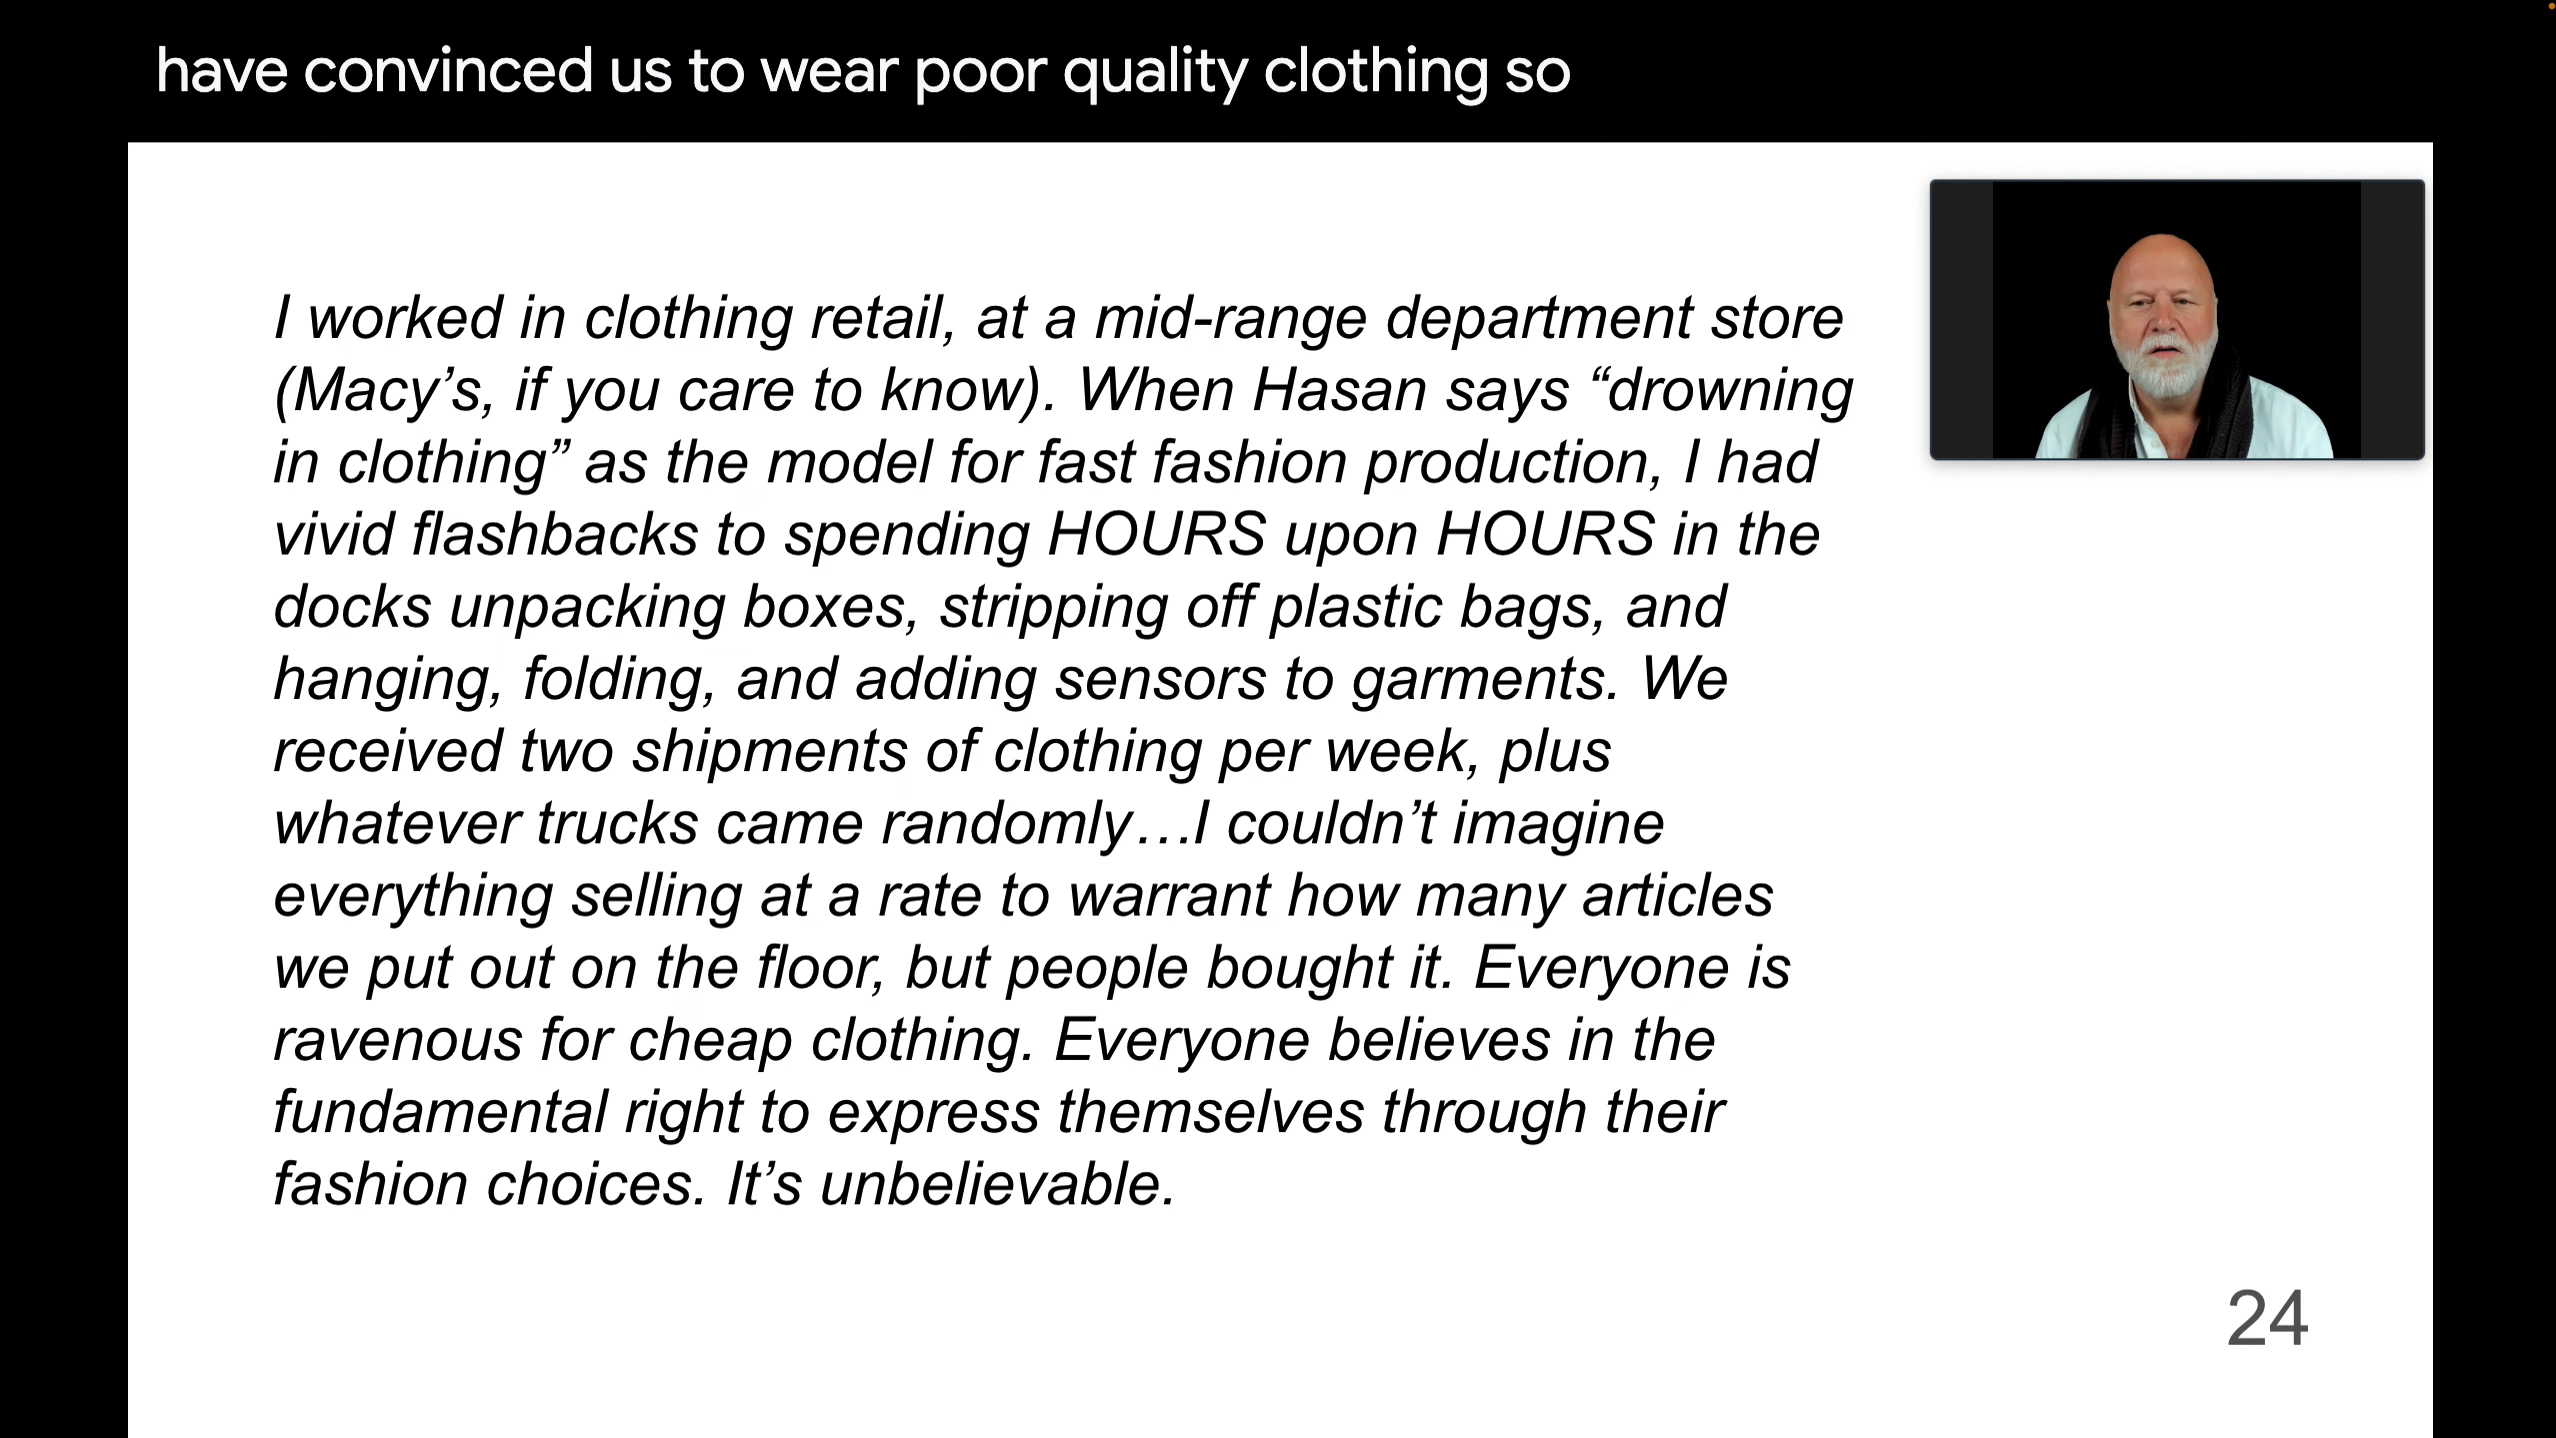 have convinced us to wear poor quality clothing so
I worked in clothing retail, at a mid-range department store
(Macy’s, if you care to know). When Hasan says “drowning
in clothing” as the model for fast fashion production, I had
vivid flashbacks to spending HOURS upon HOURS in the
docks unpacking boxes, stripping off plastic bags, and
hanging, folding, and adding sensors to garments. We
received two shipments of clothing per week, plus
whatever trucks came randomly…I couldn’t imagine
everything selling at a rate to warrant how many articles
we put out on the floor, but people bought it. Everyone is
ravenous for cheap clothing. Everyone believes in the
fundamental right to express themselves through their
fashion choices. It’s unbelievable.
24